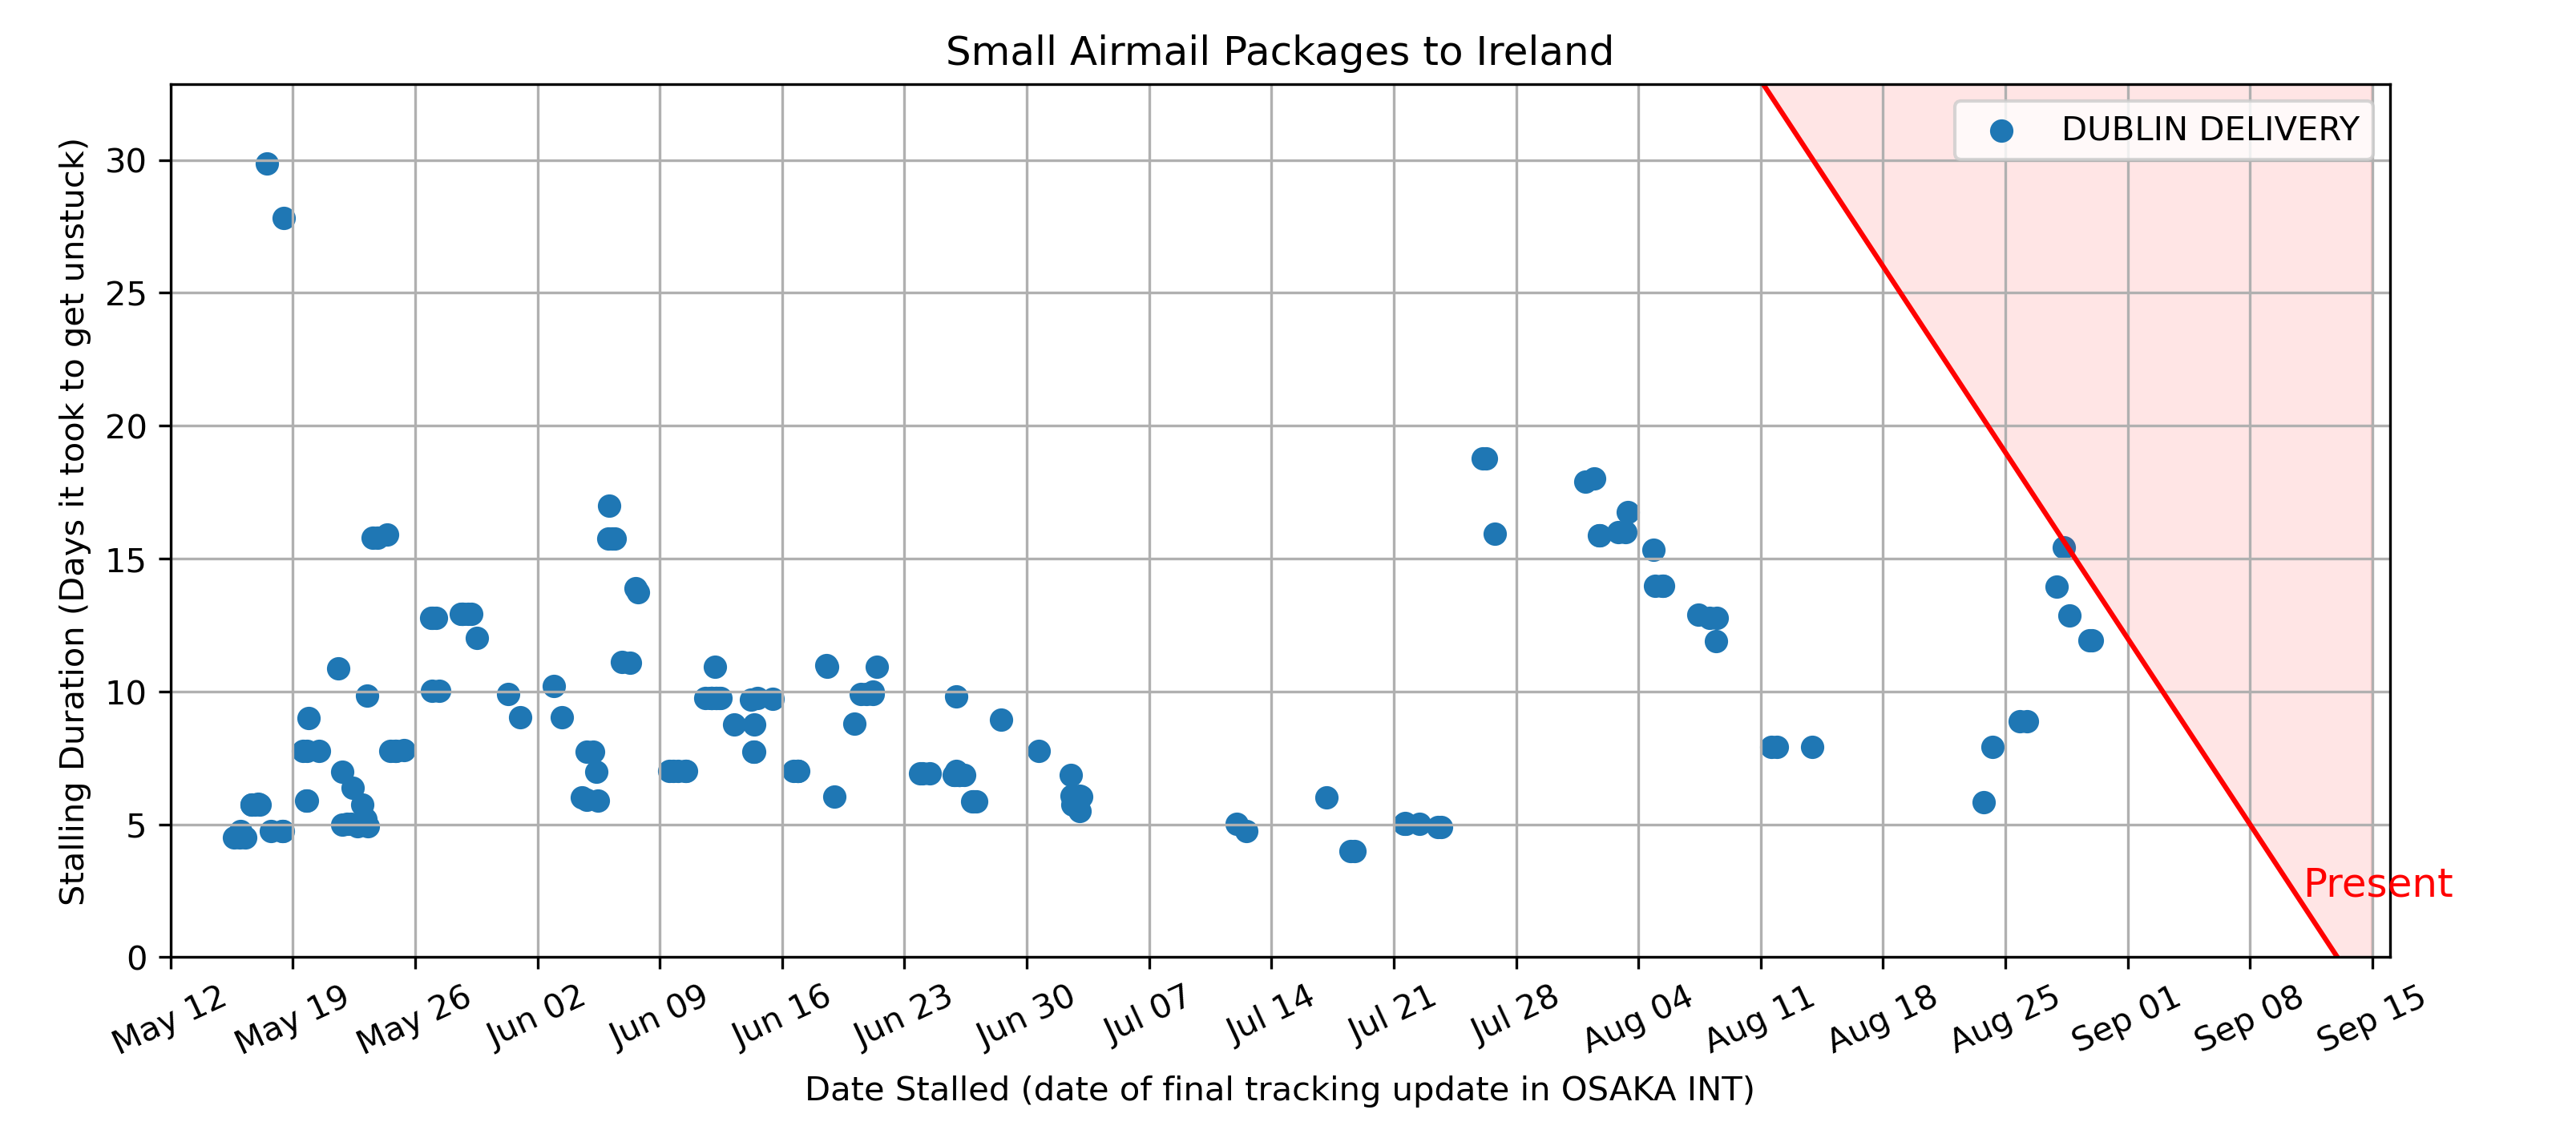 Small Airmail Packages to Ireland
DUBLIN DELIVERY
Stalling Duration (Days it took to get unstuck)
30
25
20
15
10
5
0
Present
May 12
May 19
May 26
Jun 02
Jun 09
Jun 16
Jun 23
Jun 30
Jul 07
Jul 14
Jul 21
Jul 28
Aug 04
Aug 11
Aug 18
Aug 25
Sep 01
Sep 08
Sep 15
Date Stalled (date of final tracking update in OSAKA INT)